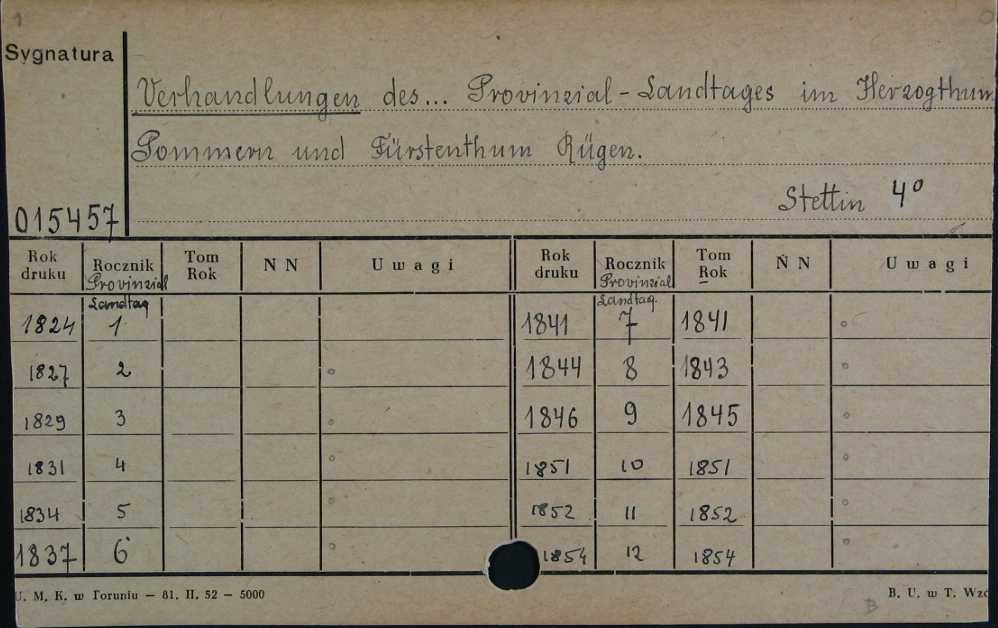 1
Sygnatura
Verhandlungen des... Provinzial-Landtages im Herzogthum
Pommern und Fürstenthum Rügen.
Stettin 4º
015457
Rok druku Rocznik Provinzial Landtag Tom Rok N N Uwagi Rok druku Rocznik Provinzial Landtag. Tom Rok N N Uwagi
1824 1 1841 7 1841
1827 2 1844 8 1843
1829 3 1846 9 1845
1831 4 1851 10 1851
1834 5 1852 11 1852
1837 6 1854 12 1854
U. M. K. w Toruniu — 81. II. 52 — 5000 B. U. w T. Wzo
B